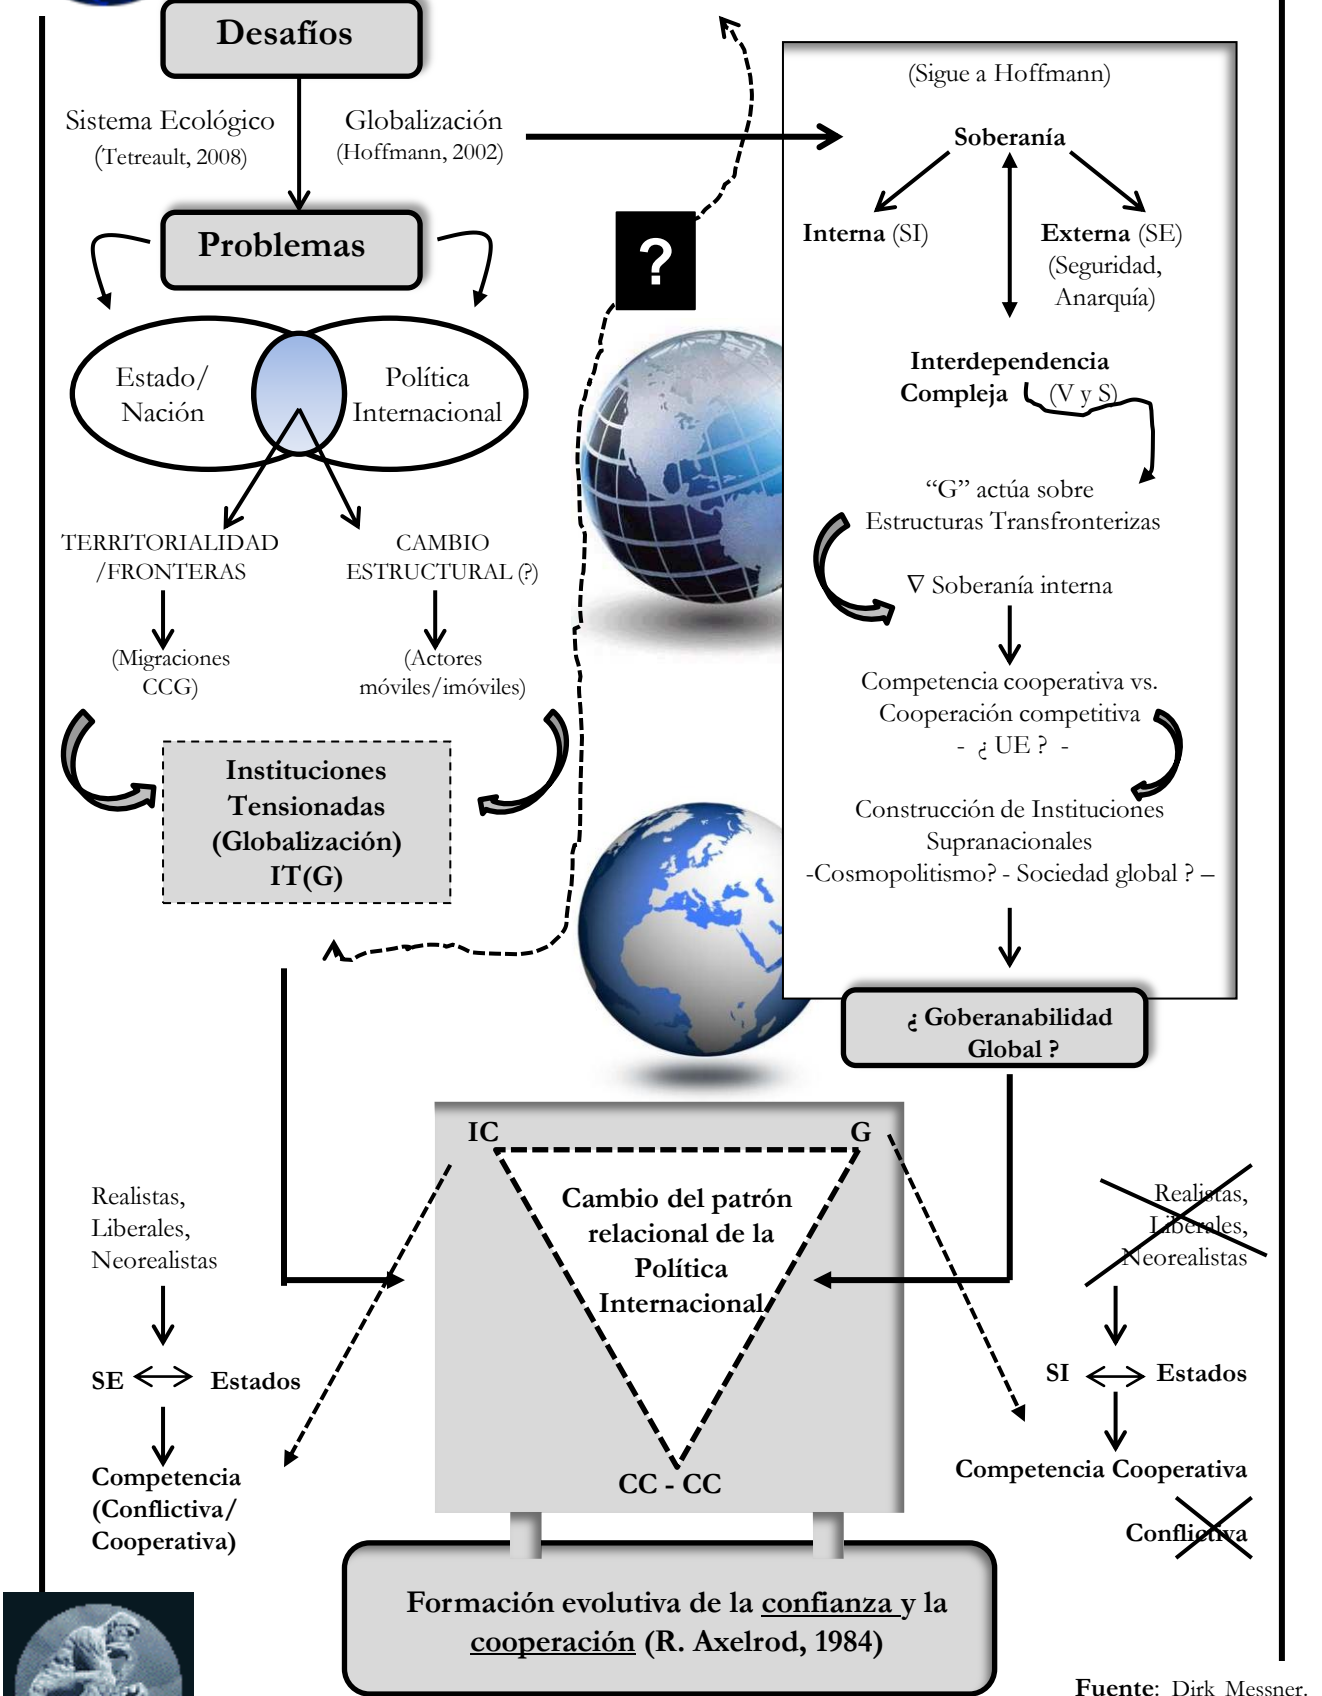 Desafíos
Sistema Ecológico
(Tetreault, 2008)
Globalización
(Hoffmann, 2002)
Problemas
Estado/
Nación
Política
Internacional
TERRITORIALIDAD
/FRONTERAS
CAMBIO
ESTRUCTURAL (?)
(Migraciones
CCG)
(Actores
móviles/imóviles)
Instituciones
Tensionadas
(Globalización)
IT(G)
?
(Sigue a Hoffmann)
Soberanía
Interna (SI)
Externa (SE)
(Seguridad,
Anarquía)
Interdependencia
Compleja (V y S)
“G” actúa sobre
Estructuras Transfronterizas
∇ Soberanía interna
Competencia cooperativa vs.
Cooperación competitiva
- ¿ UE ? -
Construcción de Instituciones
Supranacionales
-Cosmopolitismo? - Sociedad global ? –
¿ Goberanabilidad
Global ?
IC
G
Cambio del patrón
relacional de la
Política
Internacional
CC - CC
Realistas,
Liberales,
Neorealistas
SE
Estados
Competencia
(Conflictiva/
Cooperativa)
Realistas,
Liberales,
Neorealistas
SI
Estados
Competencia Cooperativa
Conflictiva
Formación evolutiva de la confianza y la
cooperación (R. Axelrod, 1984)
Fuente: Dirk Messner.